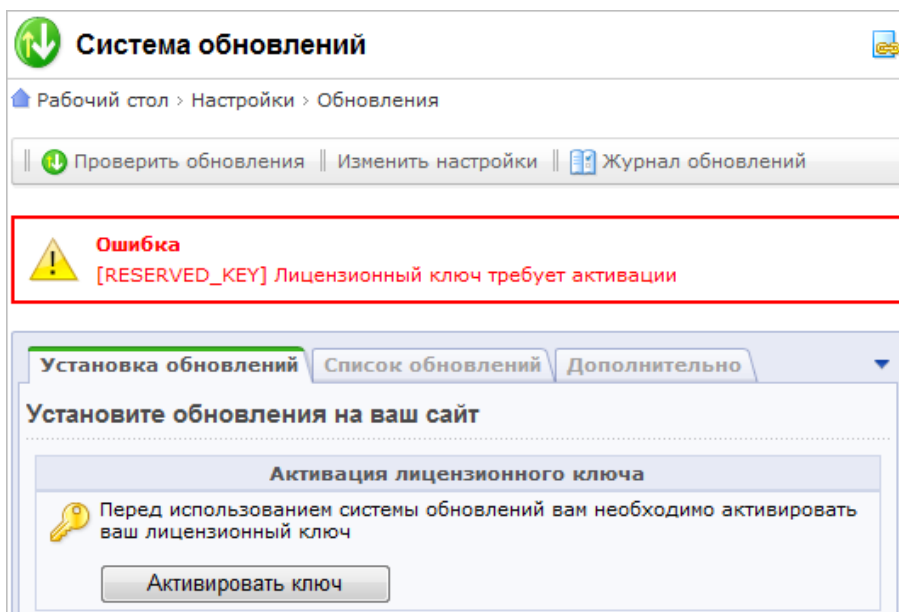 Система обновлений
Рабочий стол › Настройки › Обновления
Проверить обновления Изменить настройки Журнал обновлений
Ошибка
[RESERVED_KEY] Лицензионный ключ требует активации
Установка обновлений Список обновлений Дополнительно
Установите обновления на ваш сайт
Активация лицензионного ключа
Перед использованием системы обновлений вам необходимо активировать
ваш лицензионный ключ
Активировать ключ